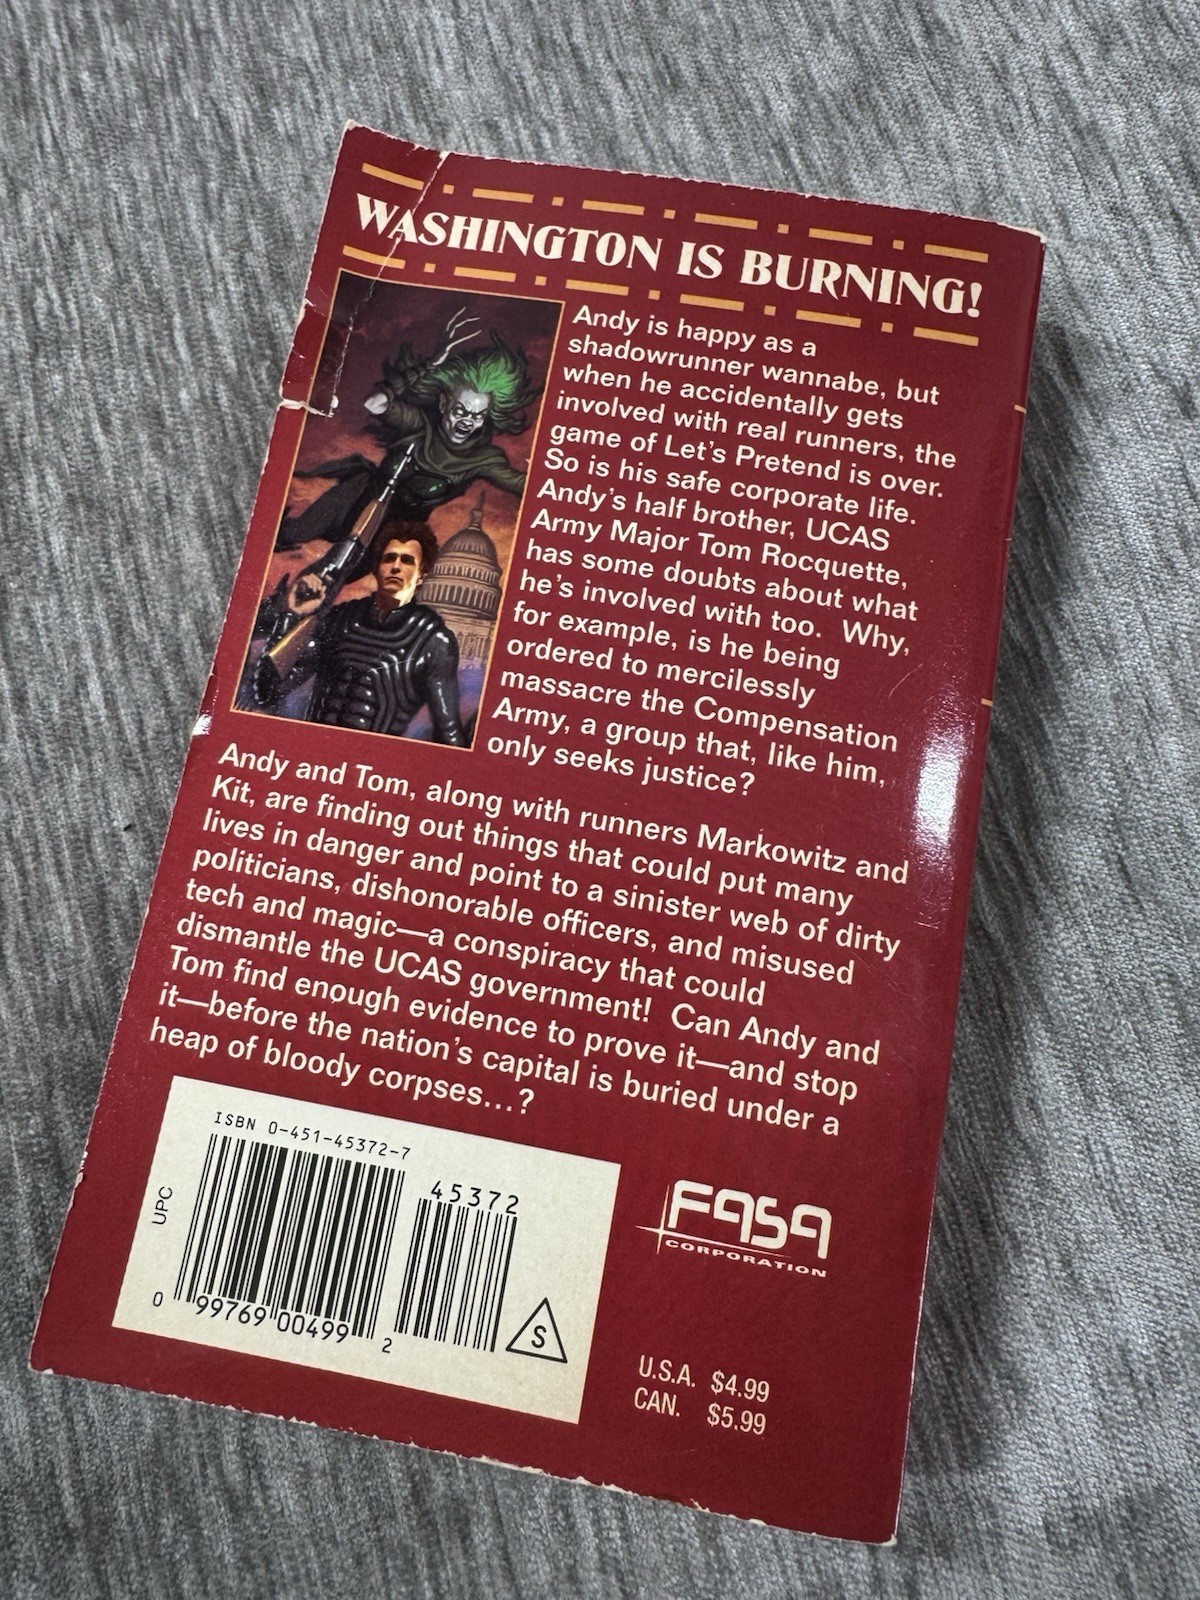 WASHINGTON IS BURNING!
Andy is happy as a
shadowrunner wannabe, but
when he accidentally gets
involved with real runners, the
game of Let's Pretend is over.
So is his safe corporate life.
Andy's half brother, UCAS
Army Major Tom Rocquette,
has some doubts about what
he's involved with too. Why,
for example, is he being
ordered to mercilessly
massacre the Compensation
Army, a group that, like him,
only seeks justice?
Andy and Tom, along with runners Markowitz and
Kit, are finding out things that could put many
lives in danger and point to a sinister web of dirty
politicians, dishonorable officers, and misused
tech and magic—a conspiracy that could
dismantle the UCAS government! Can Andy and
Tom find enough evidence to prove it—and stop
it—before the nation's capital is buried under a
heap of bloody corpses...?
ISBN 0-451-45372-7
45372
UPC
0 99769 00499 2
S
FASA
CORPORATION
U.S.A. $4.99
CAN. $5.99